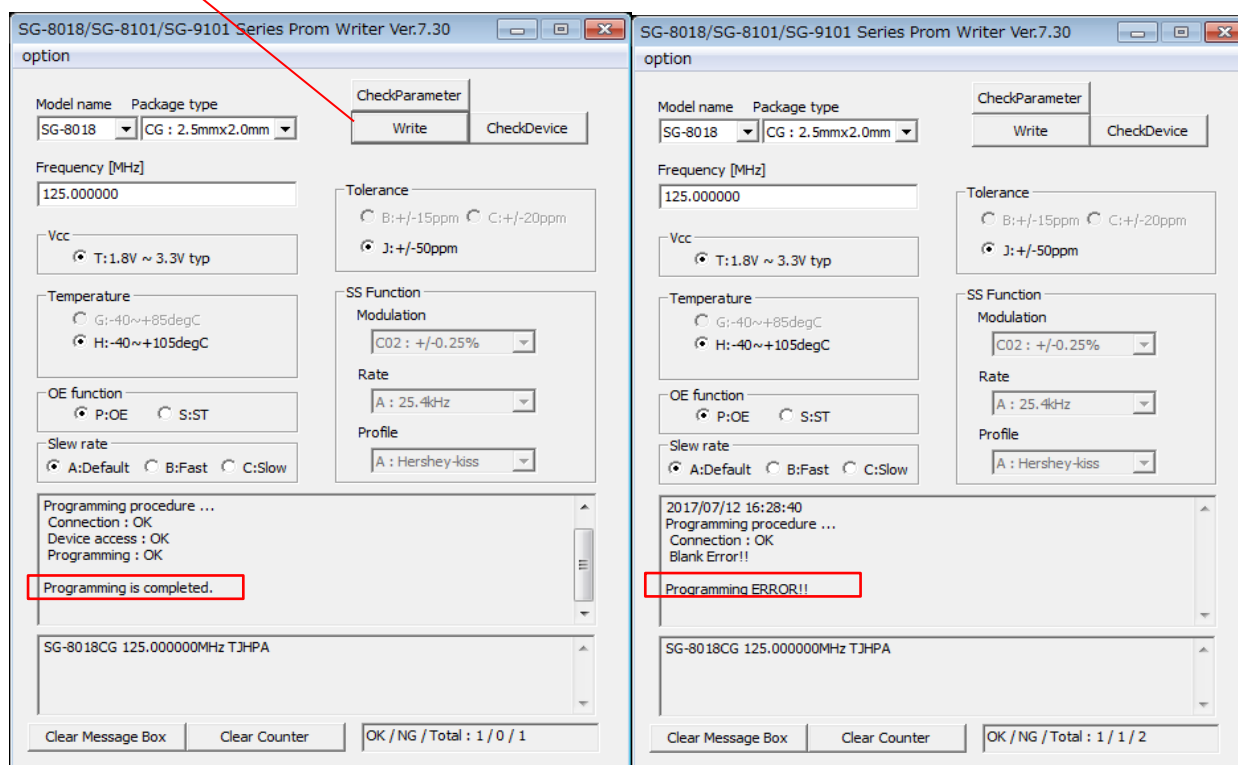 SG-8018/SG-8101/SG-9101 Series Prom Writer Ver.7.30
option
CheckParameter
Model name Package type
SG-8018 CG : 2.5mmx2.0mm Write CheckDevice
Frequency [MHz]
125.000000
Tolerance
B:+/-15ppm C:+/-20ppm
J:+/-50ppm
Vcc
T:1.8V ~ 3.3V typ
Temperature
G:-40~+85degC
H:-40~+105degC
SS Function
Modulation
C02 : +/-0.25%
Rate
A : 25.4kHz
Profile
A : Hershey-kiss
OE function
P:OE S:ST
Slew rate
A:Default B:Fast C:Slow
Programming procedure ...
Connection : OK
Device access : OK
Programming : OK
Programming is completed.
SG-8018CG 125.000000MHz TJHPA
Clear Message Box Clear Counter OK / NG / Total : 1 / 0 / 1
SG-8018/SG-8101/SG-9101 Series Prom Writer Ver.7.30
option
CheckParameter
Model name Package type
SG-8018 CG : 2.5mmx2.0mm Write CheckDevice
Frequency [MHz]
125.000000
Tolerance
B:+/-15ppm C:+/-20ppm
J:+/-50ppm
Vcc
T:1.8V ~ 3.3V typ
Temperature
G:-40~+85degC
H:-40~+105degC
SS Function
Modulation
C02 : +/-0.25%
Rate
A : 25.4kHz
Profile
A : Hershey-kiss
OE function
P:OE S:ST
Slew rate
A:Default B:Fast C:Slow
2017/07/12 16:28:40
Programming procedure ...
Connection : OK
Blank Error!!
Programming ERROR!!
SG-8018CG 125.000000MHz TJHPA
Clear Message Box Clear Counter OK / NG / Total : 1 / 1 / 2